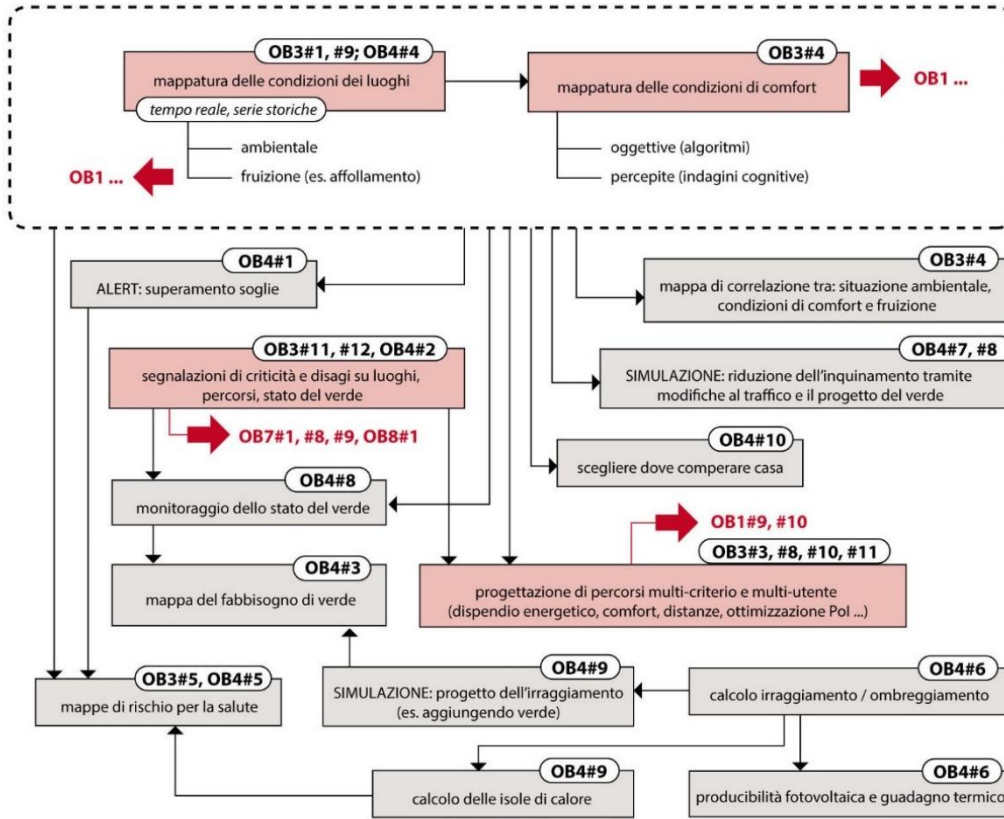 OB3#1, #9; OB4#4
mappatura delle condizioni dei luoghi
tempo reale, serie storiche
ambientale
fruizione (es. affollamento)
OB1 ...
OB3#4
mappatura delle condizioni di comfort
OB1 ...
oggettive (algoritmi)
percepite (indagini cognitive)
OB4#1
ALERT: superamento soglie
OB3#4
mappa di correlazione tra: situazione ambientale,
condizioni di comfort e fruizione
OB3#11, #12, OB4#2
segnalazioni di criticità e disagi su luoghi,
percorsi, stato del verde
OB7#1, #8, #9, OB8#1
OB4#7, #8
SIMULAZIONE: riduzione dell'inquinamento tramite
modifiche al traffico e il progetto del verde
OB4#10
scegliere dove comperare casa
OB4#8
monitoraggio dello stato del verde
OB1#9, #10
OB3#3, #8, #10, #11
progettazione di percorsi multi-criterio e multi-utente
(dispendio energetico, comfort, distanze, ottimizzazione PoI ...)
OB4#3
mappa del fabbisogno di verde
OB3#5, OB4#5
mappe di rischio per la salute
OB4#9
SIMULAZIONE: progetto dell'irraggiamento
(es. aggiungendo verde)
OB4#6
calcolo irraggiamento / ombreggiamento
OB4#9
calcolo delle isole di calore
OB4#6
producibilità fotovoltaica e guadagno termico